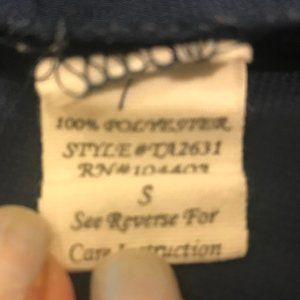 100% POLYESTER
STYLE #TA2631
RN#104403
S
See Reverse For
Care Instruction